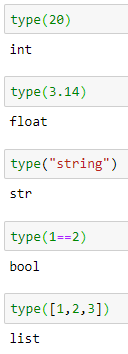 type(20)
int
type(3.14)
float
type("string")
str
type(1==2)
bool
type([1,2,3])
list